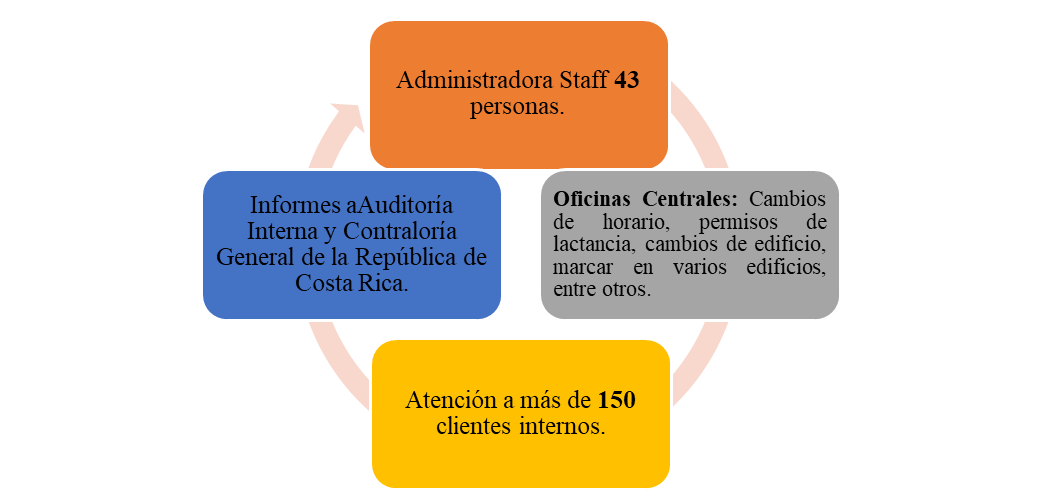 Administradora Staff 43
personas.
Oficinas Centrales: Cambios
de horario, permisos de
lactancia, cambios de edificio,
marcar en varios edificios,
entre otros.
Atención a más de 150
clientes internos.
Informes aAuditoría
Interna y Contraloría
General de la República de
Costa Rica.